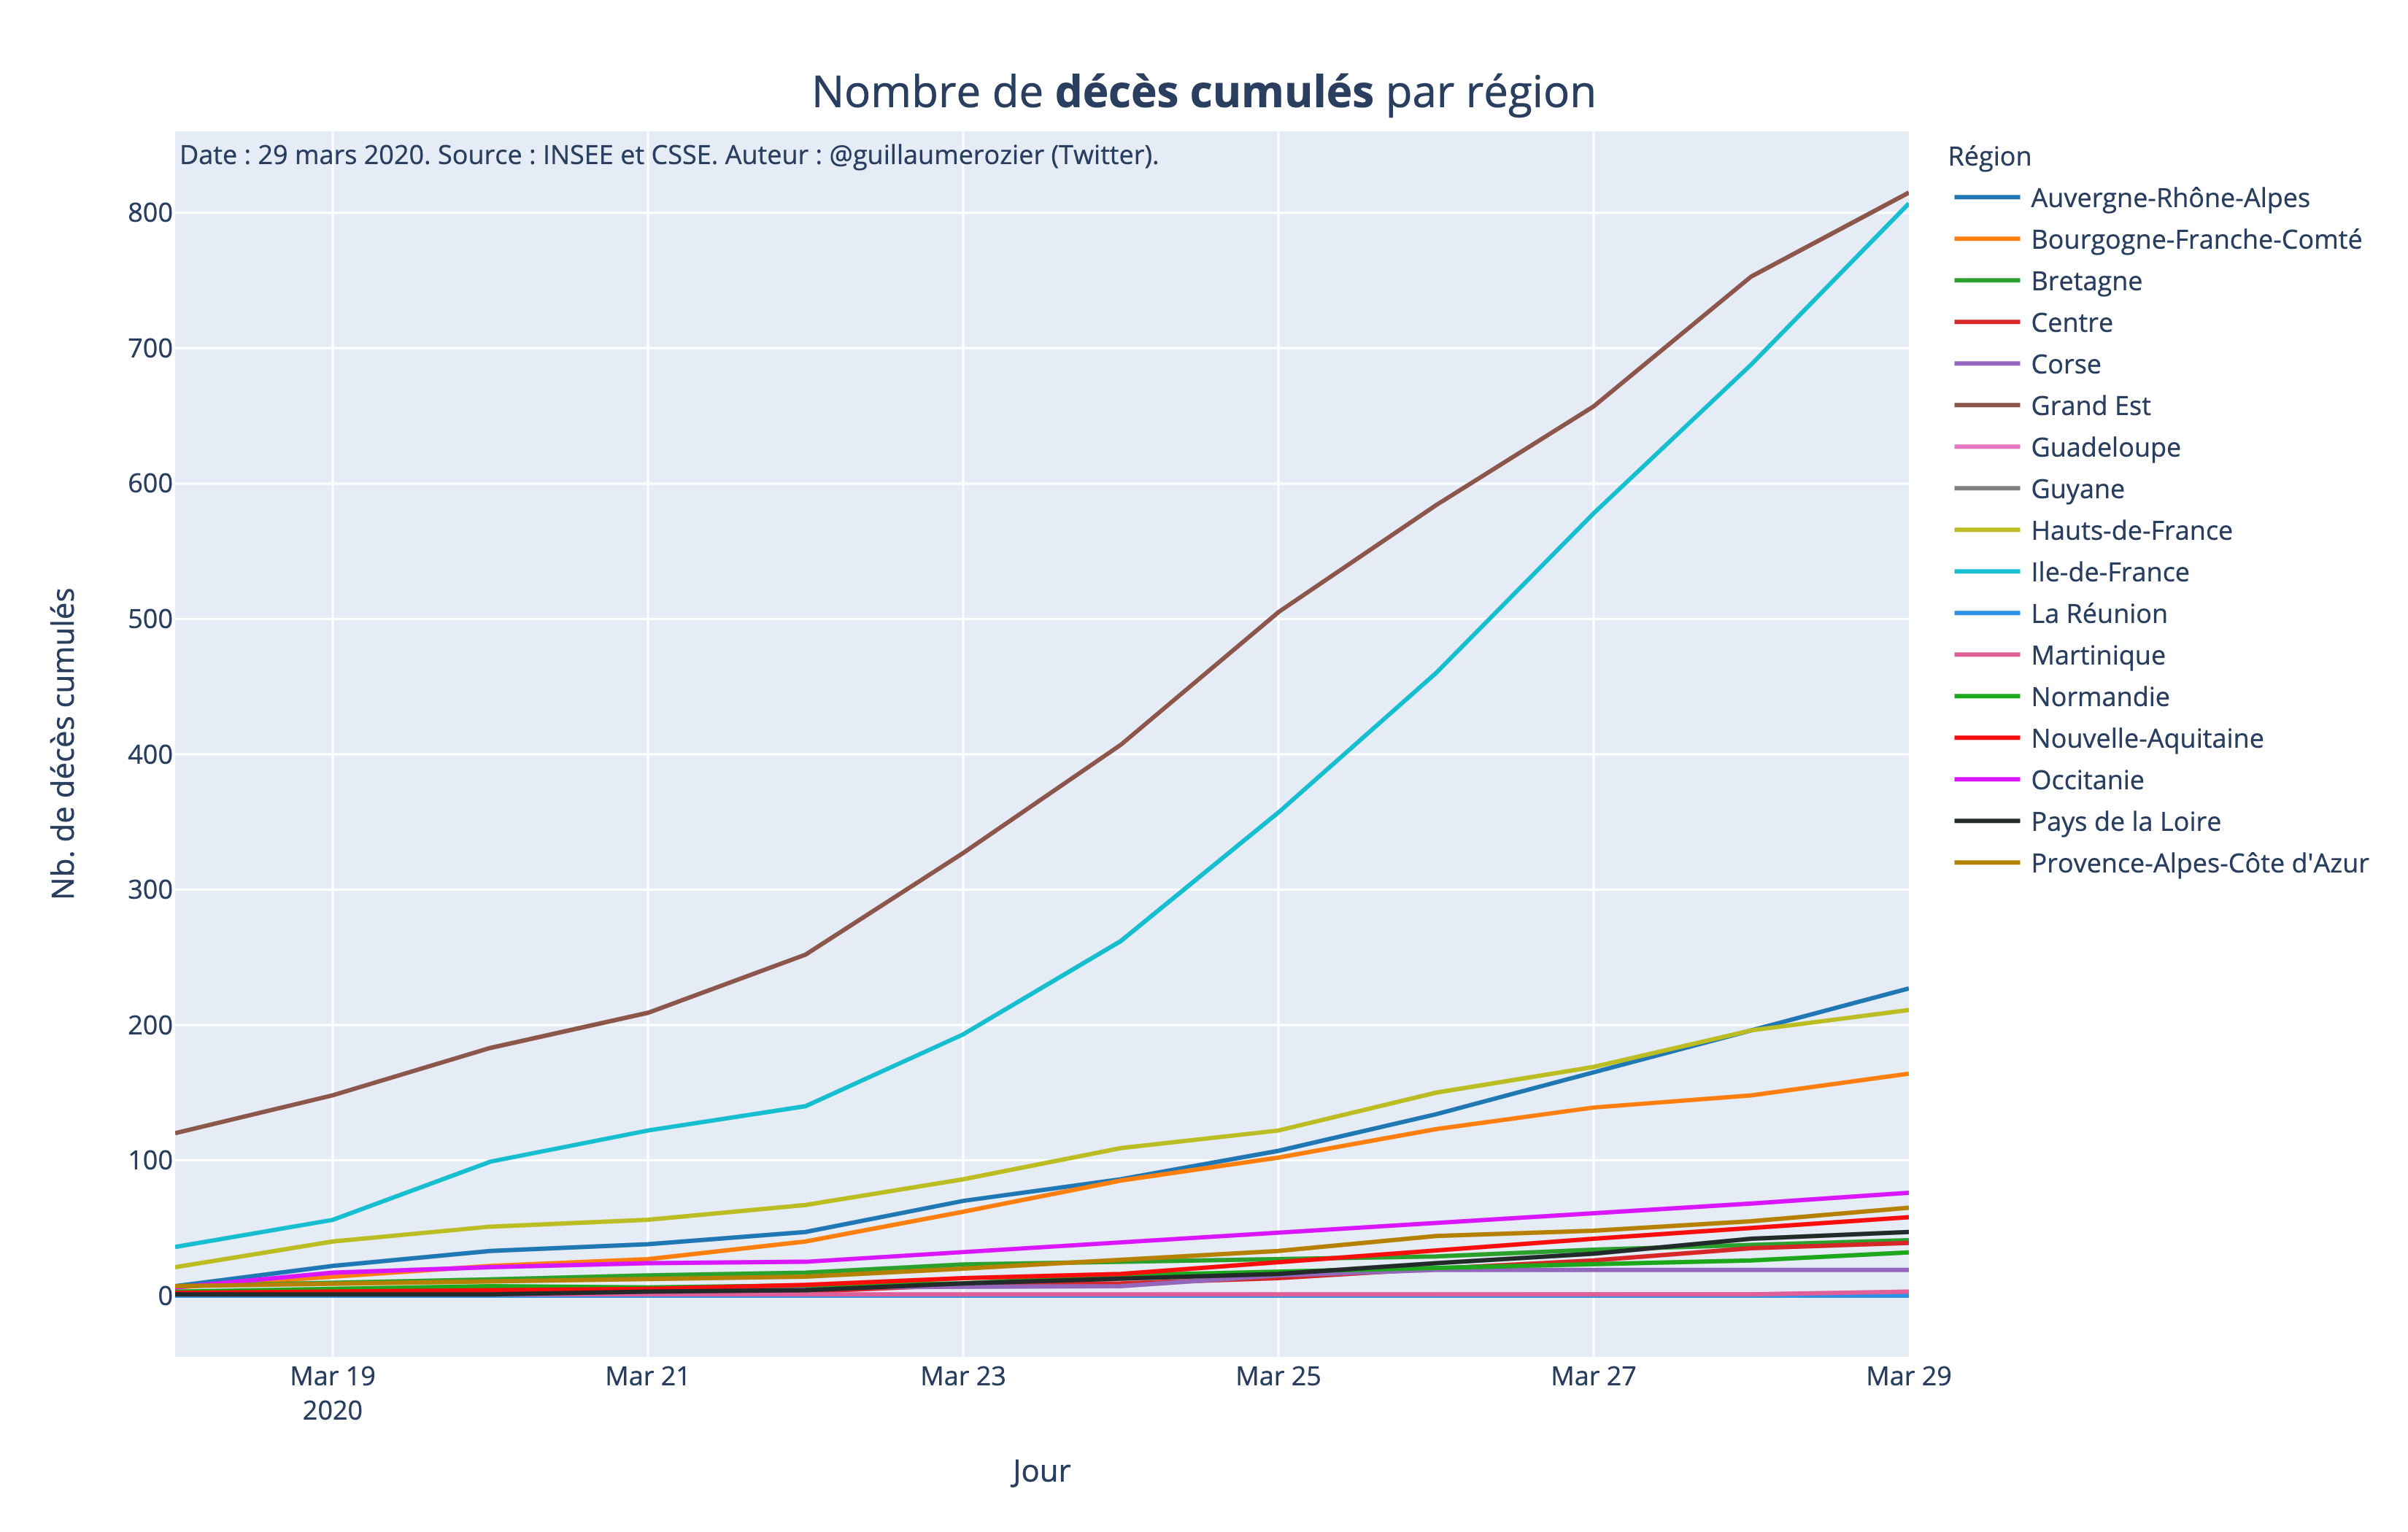 Nombre de décès cumulés par région
Date : 29 mars 2020. Source : INSEE et CSSE. Auteur : @guillaumerozier (Twitter).
Nb. de décès cumulés
800
700
600
500
400
300
200
100
0
Mar 19
2020
Mar 21
Mar 23
Mar 25
Mar 27
Mar 29
Jour
Région
Auvergne-Rhône-Alpes
Bourgogne-Franche-Comté
Bretagne
Centre
Corse
Grand Est
Guadeloupe
Guyane
Hauts-de-France
Ile-de-France
La Réunion
Martinique
Normandie
Nouvelle-Aquitaine
Occitanie
Pays de la Loire
Provence-Alpes-Côte d'Azur